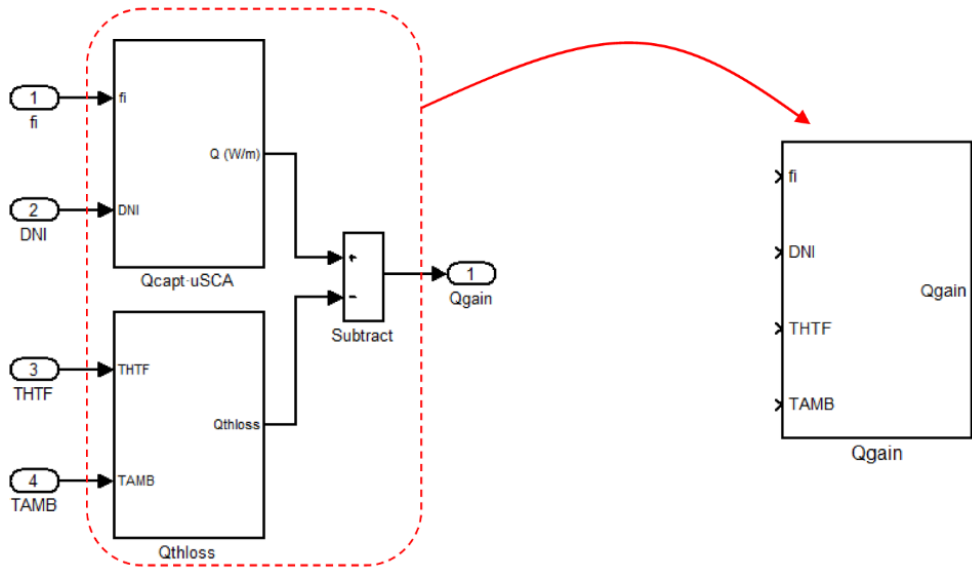 1
fi
fi
Q (W/m)
2
DNI
DNI
Qcapt·uSCA
+
-
Subtract
1
Qgain
3
THTF
THTF
Qthloss
4
TAMB
TAMB
Qthloss
fi
DNI
Qgain
THTF
TAMB
Qgain